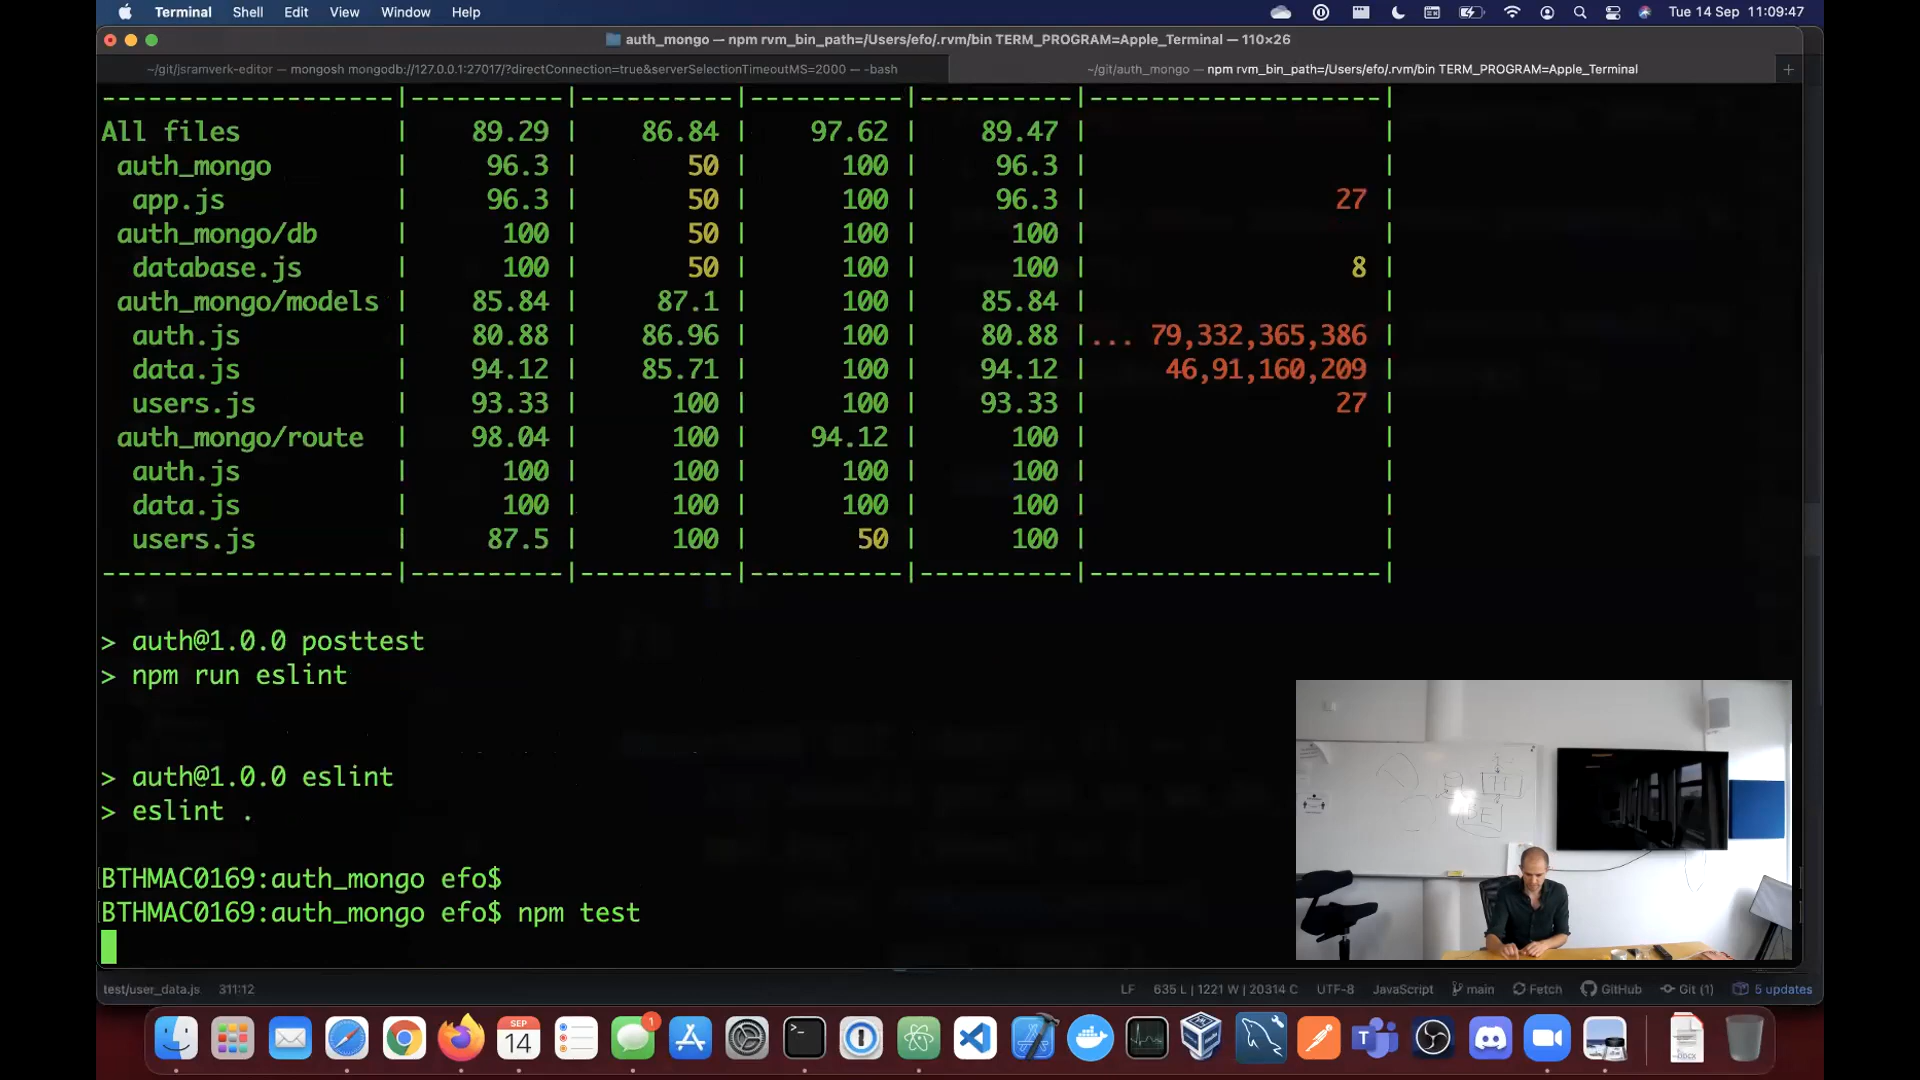 Terminal Shell Edit View Window Help Tue 14 Sep 11:09:47
auth_mongo — npm rvm_bin_path=/Users/efo/.rvm/bin TERM_PROGRAM=Apple_Terminal — 110×26
~/git/jsramverk-editor — mongosh mongodb://127.0.0.1:27017/?directConnection=true&serverSelectionTimeoutMS=2000 — -bash
~/git/auth_mongo — npm rvm_bin_path=/Users/efo/.rvm/bin TERM_PROGRAM=Apple_Terminal
-------------------|----------|----------|----------|----------|-------------------|
All files | 89.29 | 86.84 | 97.62 | 89.47 | |
auth_mongo | 96.3 | 50 | 100 | 96.3 | |
app.js | 96.3 | 50 | 100 | 96.3 | 27 |
auth_mongo/db | 100 | 50 | 100 | 100 | |
database.js | 100 | 50 | 100 | 100 | 8 |
auth_mongo/models | 85.84 | 87.1 | 100 | 85.84 | |
auth.js | 80.88 | 86.96 | 100 | 80.88 |... 79,332,365,386 |
data.js | 94.12 | 85.71 | 100 | 94.12 | 46,91,160,209 |
users.js | 93.33 | 100 | 100 | 93.33 | 27 |
auth_mongo/route | 98.04 | 100 | 94.12 | 100 | |
auth.js | 100 | 100 | 100 | 100 | |
data.js | 100 | 100 | 100 | 100 | |
users.js | 87.5 | 100 | 50 | 100 | |
-------------------|----------|----------|----------|----------|-------------------|
> auth@1.0.0 posttest
> npm run eslint
> auth@1.0.0 eslint
> eslint .
BTHMAC0169:auth_mongo efo$
BTHMAC0169:auth_mongo efo$ npm test
test/user_data.js 311:12 LF 635 L | 1221 W | 20314 C UTF-8 JavaScript main Fetch GitHub Git (1) 5 updates
SEP
14
1
DOCX